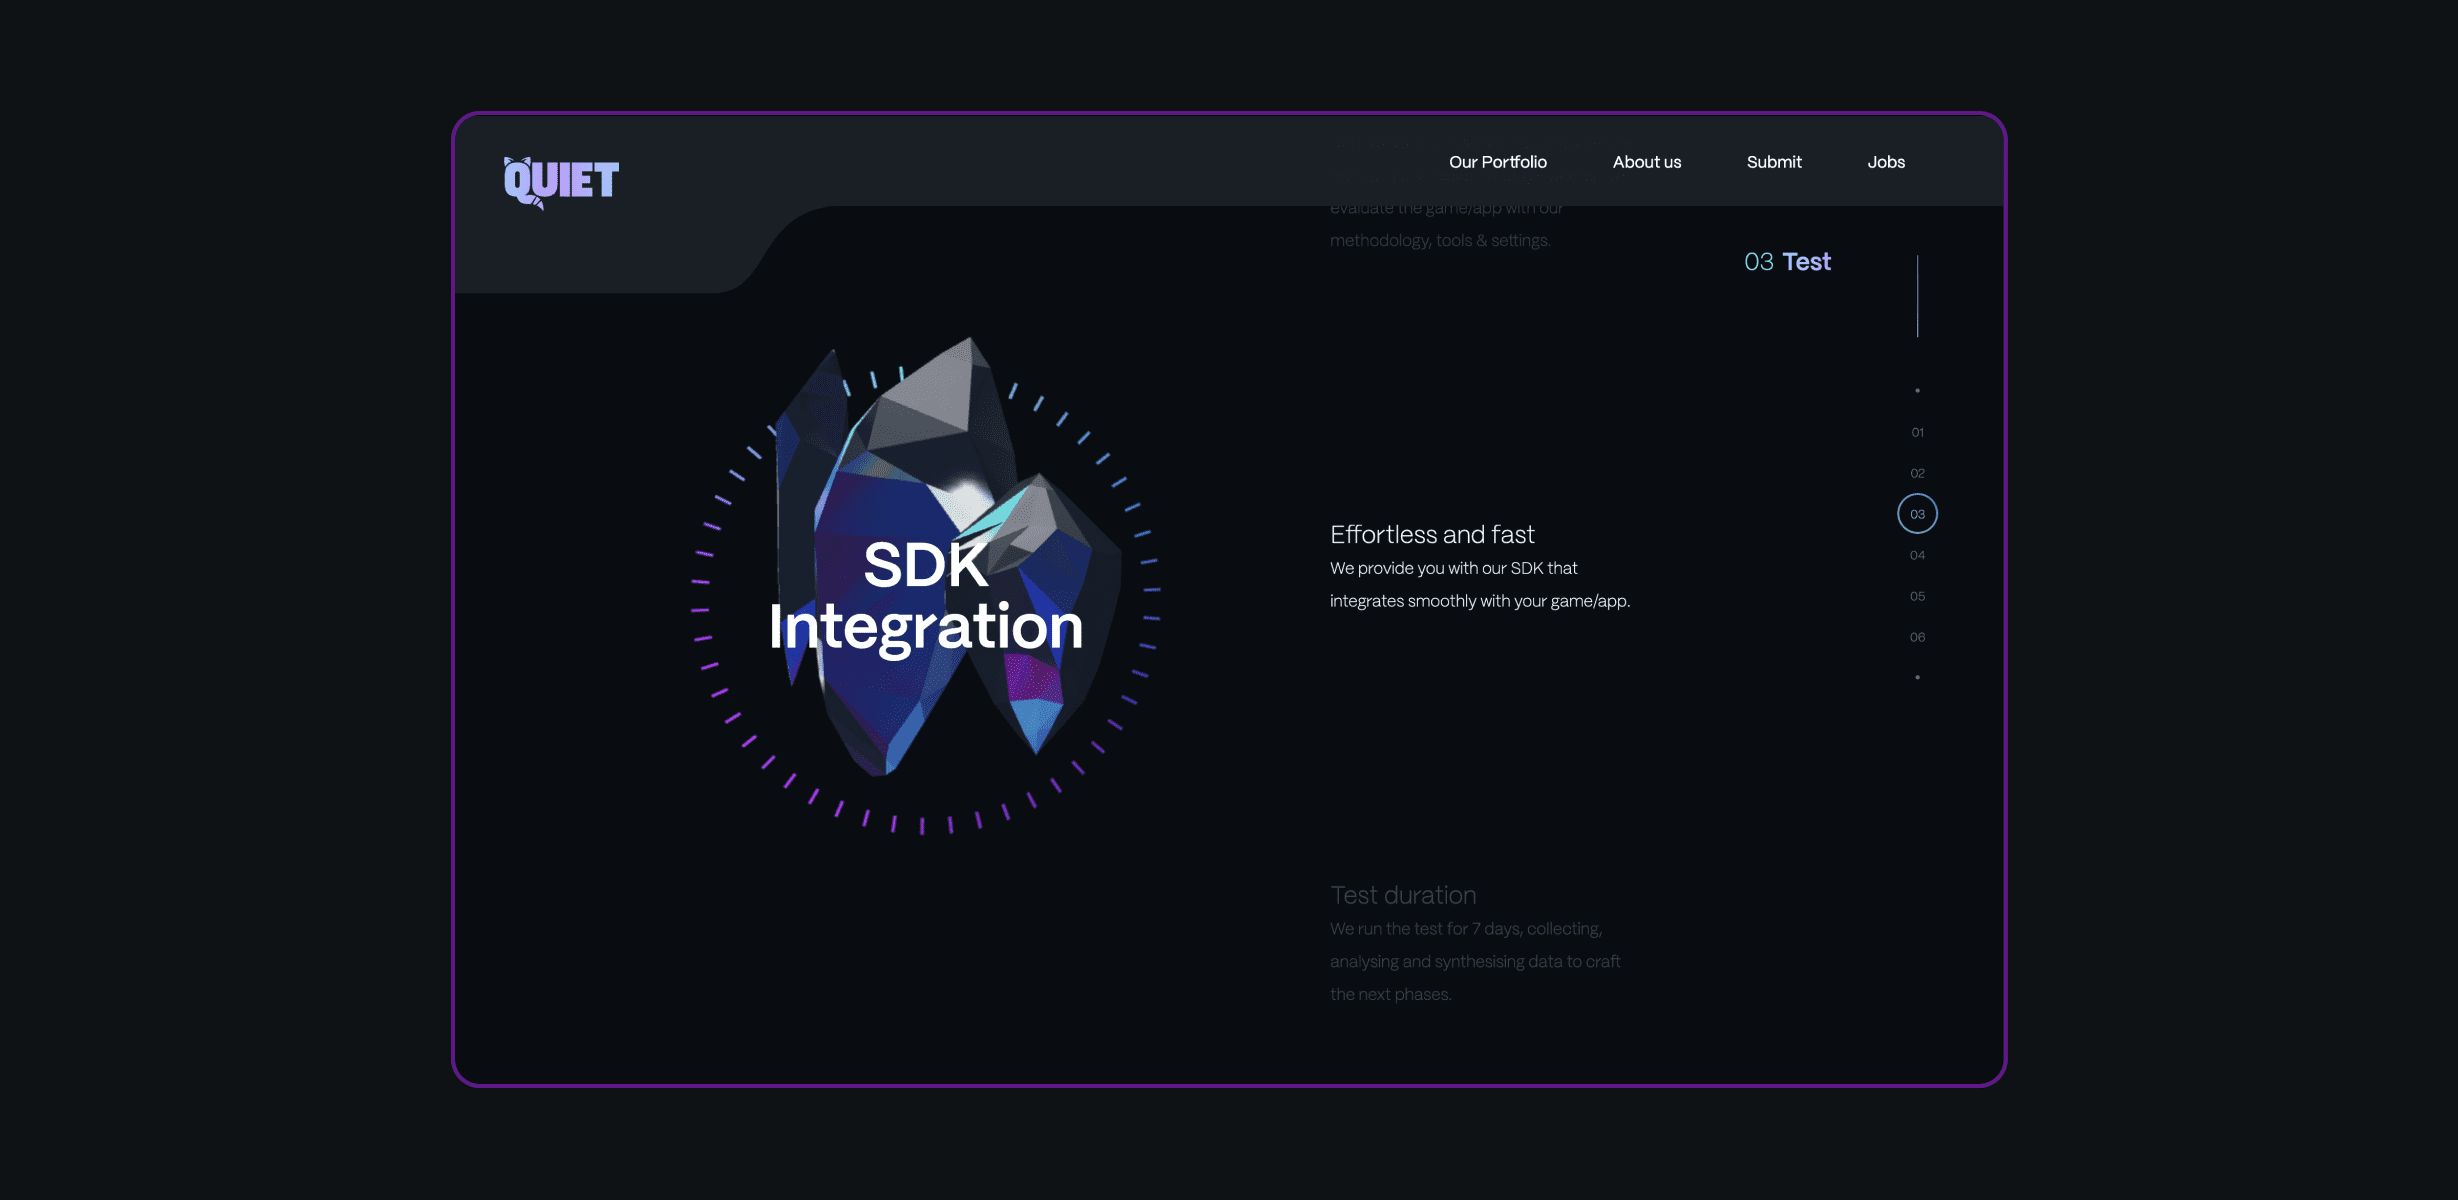 QUIET
Our Portfolio
About us
Submit
Jobs
evaluate the game/app with our
methodology, tools & settings.
03 Test
01
02
03
04
05
06
SDK
Integration
Effortless and fast
We provide you with our SDK that
integrates smoothly with your game/app.
Test duration
We run the test for 7 days, collecting,
analysing and synthesising data to craft
the next phases.